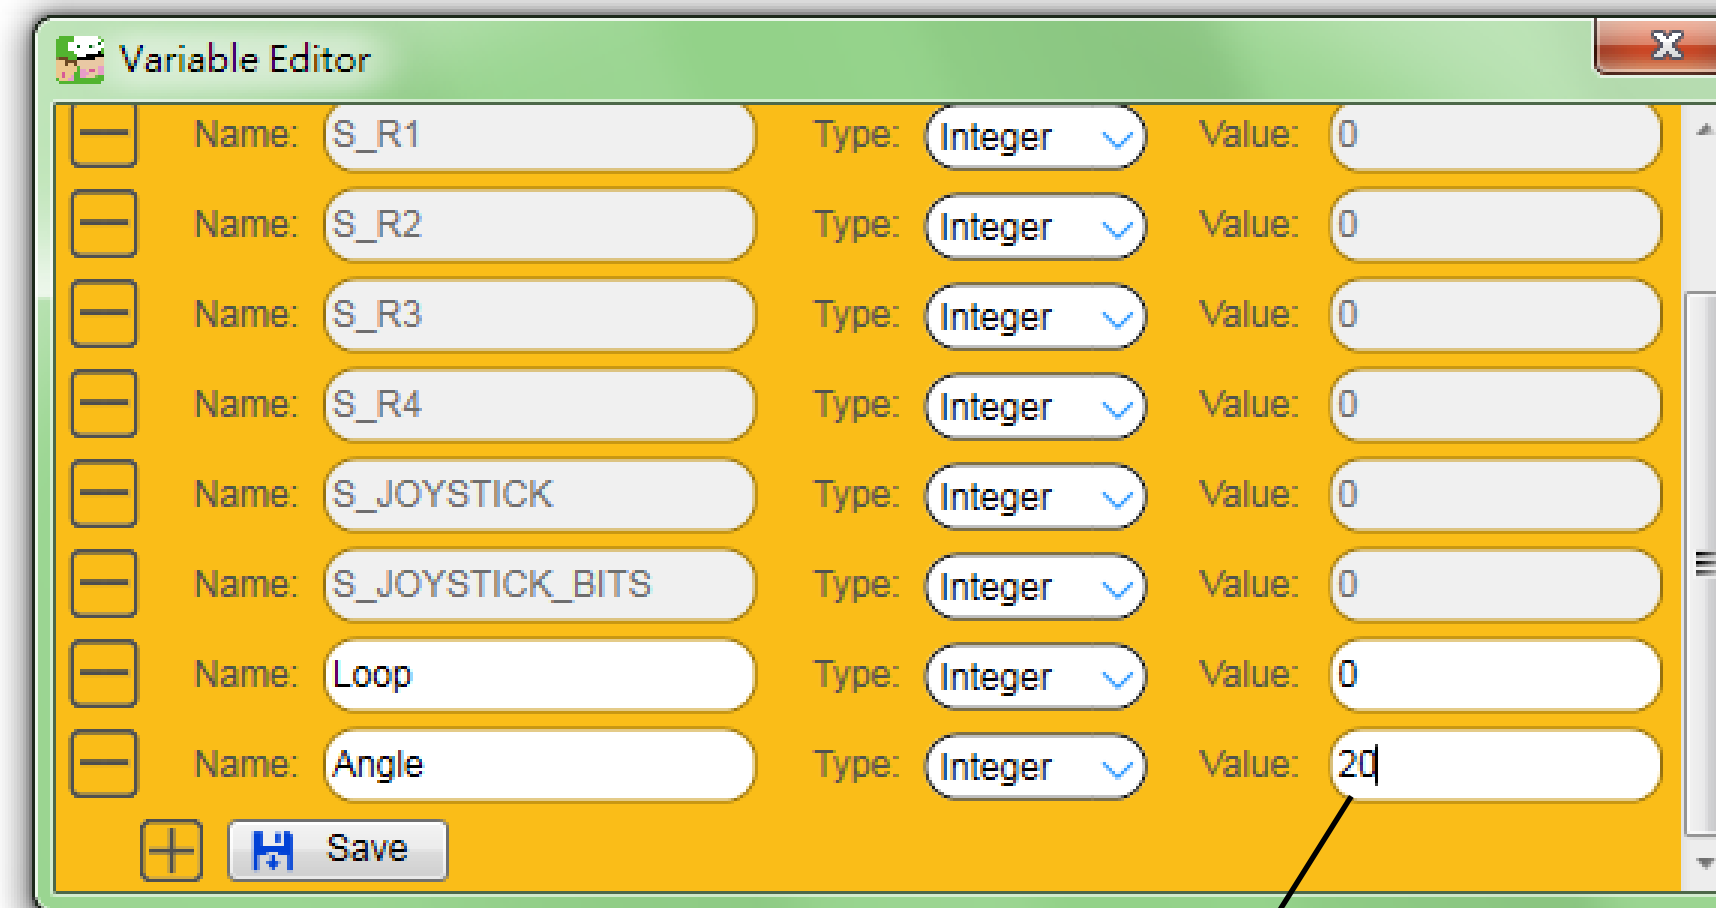 Variable Editor
Name: S_R1 Type: Integer Value: 0
Name: S_R2 Type: Integer Value: 0
Name: S_R3 Type: Integer Value: 0
Name: S_R4 Type: Integer Value: 0
Name: S_JOYSTICK Type: Integer Value: 0
Name: S_JOYSTICK_BITS Type: Integer Value: 0
Name: Loop Type: Integer Value: 0
Name: Angle Type: Integer Value: 20
Save